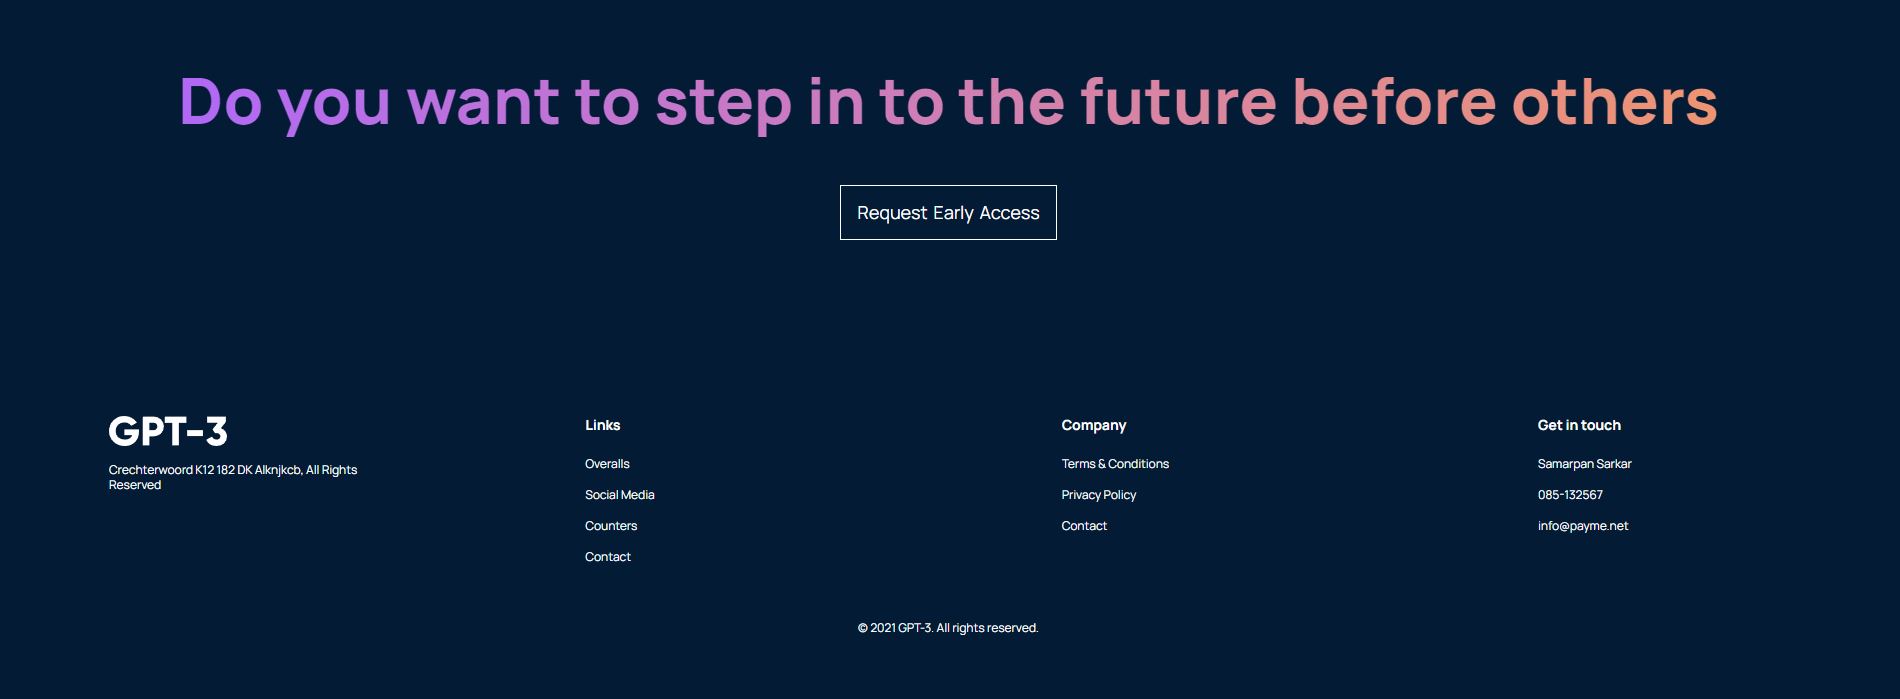 Do you want to step in to the future before others
Request Early Access
GPT-3
Crechterwoord K12 182 DK Alknjkcb, All Rights
Reserved
Links
Overalls
Social Media
Counters
Contact
Company
Terms & Conditions
Privacy Policy
Contact
Get in touch
Samarpan Sarkar
085-132567
info@payme.net
© 2021 GPT-3. All rights reserved.